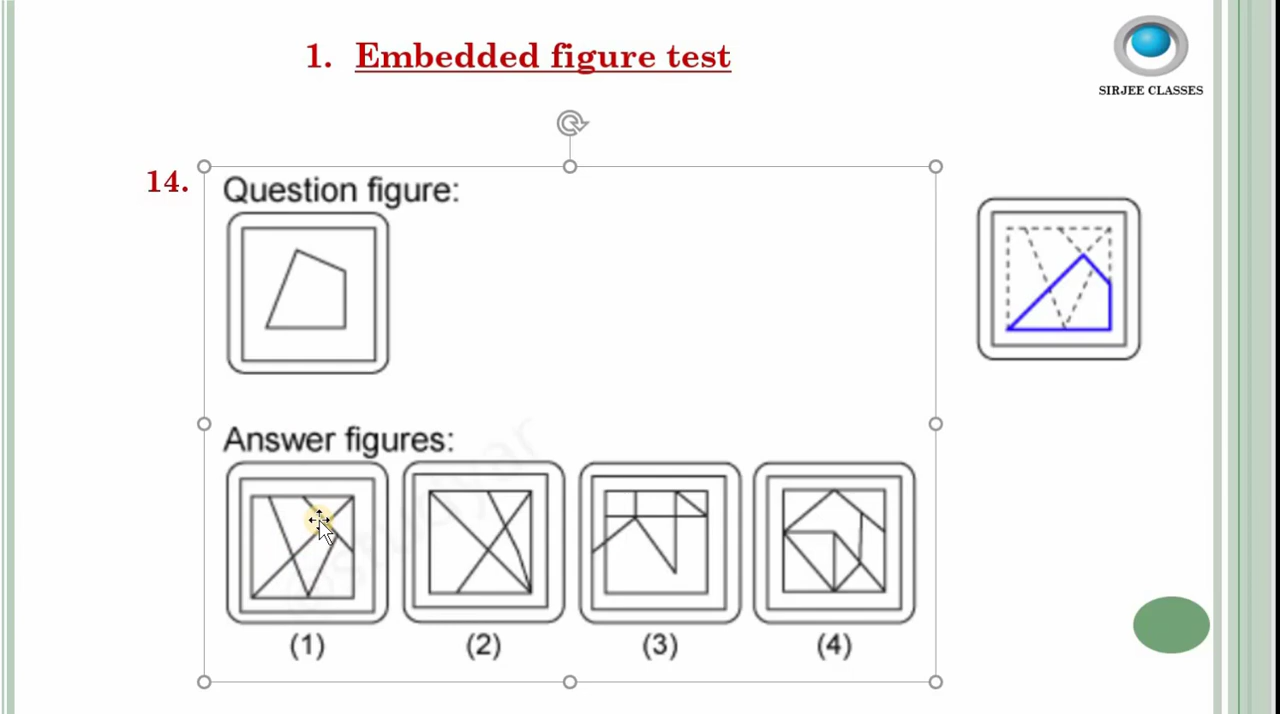 1. Embedded figure test
SIRJEE CLASSES
14. Question figure:
Answer figures:
(1) (2) (3) (4)